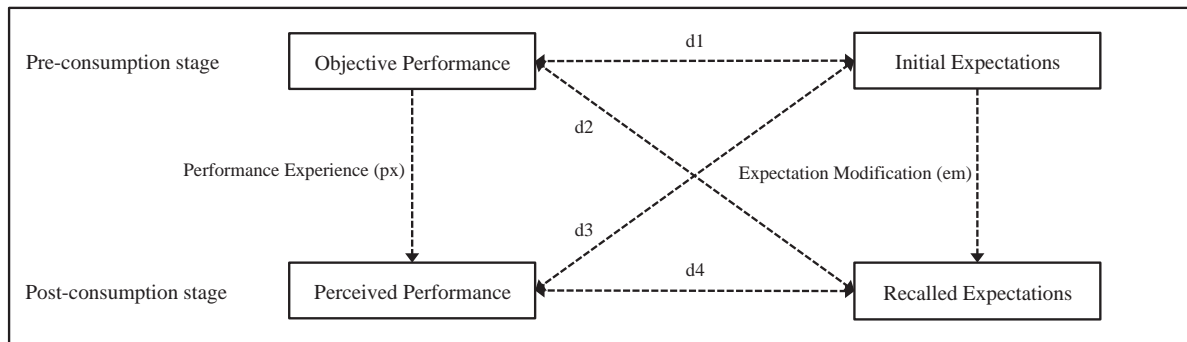 d1
Pre-consumption stage
Objective Performance
Initial Expectations
d2
Performance Experience (px)
Expectation Modification (em)
d3
d4
Post-consumption stage
Perceived Performance
Recalled Expectations